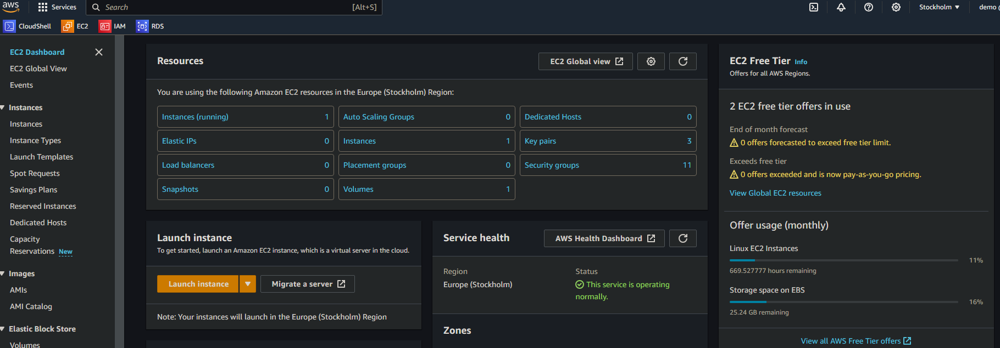 aws
Services
Search
[Alt+S]
Stockholm
demo
CloudShell
EC2
IAM
RDS
EC2 Dashboard
EC2 Global View
Events
Instances
Instances
Instance Types
Launch Templates
Spot Requests
Savings Plans
Reserved Instances
Dedicated Hosts
Capacity
Reservations New
Images
AMIs
AMI Catalog
Elastic Block Store
Volumes
Resources
EC2 Global view
You are using the following Amazon EC2 resources in the Europe (Stockholm) Region:
Instances (running) 1
Auto Scaling Groups 0
Dedicated Hosts 0
Elastic IPs 0
Instances 1
Key pairs 3
Load balancers 0
Placement groups 0
Security groups 11
Snapshots 0
Volumes 1
Launch instance
To get started, launch an Amazon EC2 instance, which is a virtual server in the cloud.
Launch instance
Migrate a server
Note: Your instances will launch in the Europe (Stockholm) Region
Service health
AWS Health Dashboard
Region
Europe (Stockholm)
Status
This service is operating
normally.
Zones
EC2 Free Tier Info
Offers for all AWS Regions.
2 EC2 free tier offers in use
End of month forecast
0 offers forecasted to exceed free tier limit.
Exceeds free tier
0 offers exceeded and is now pay-as-you-go pricing.
View Global EC2 resources
Offer usage (monthly)
Linux EC2 Instances
11%
669.527777 hours remaining
Storage space on EBS
16%
25.24 GB remaining
View all AWS Free Tier offers